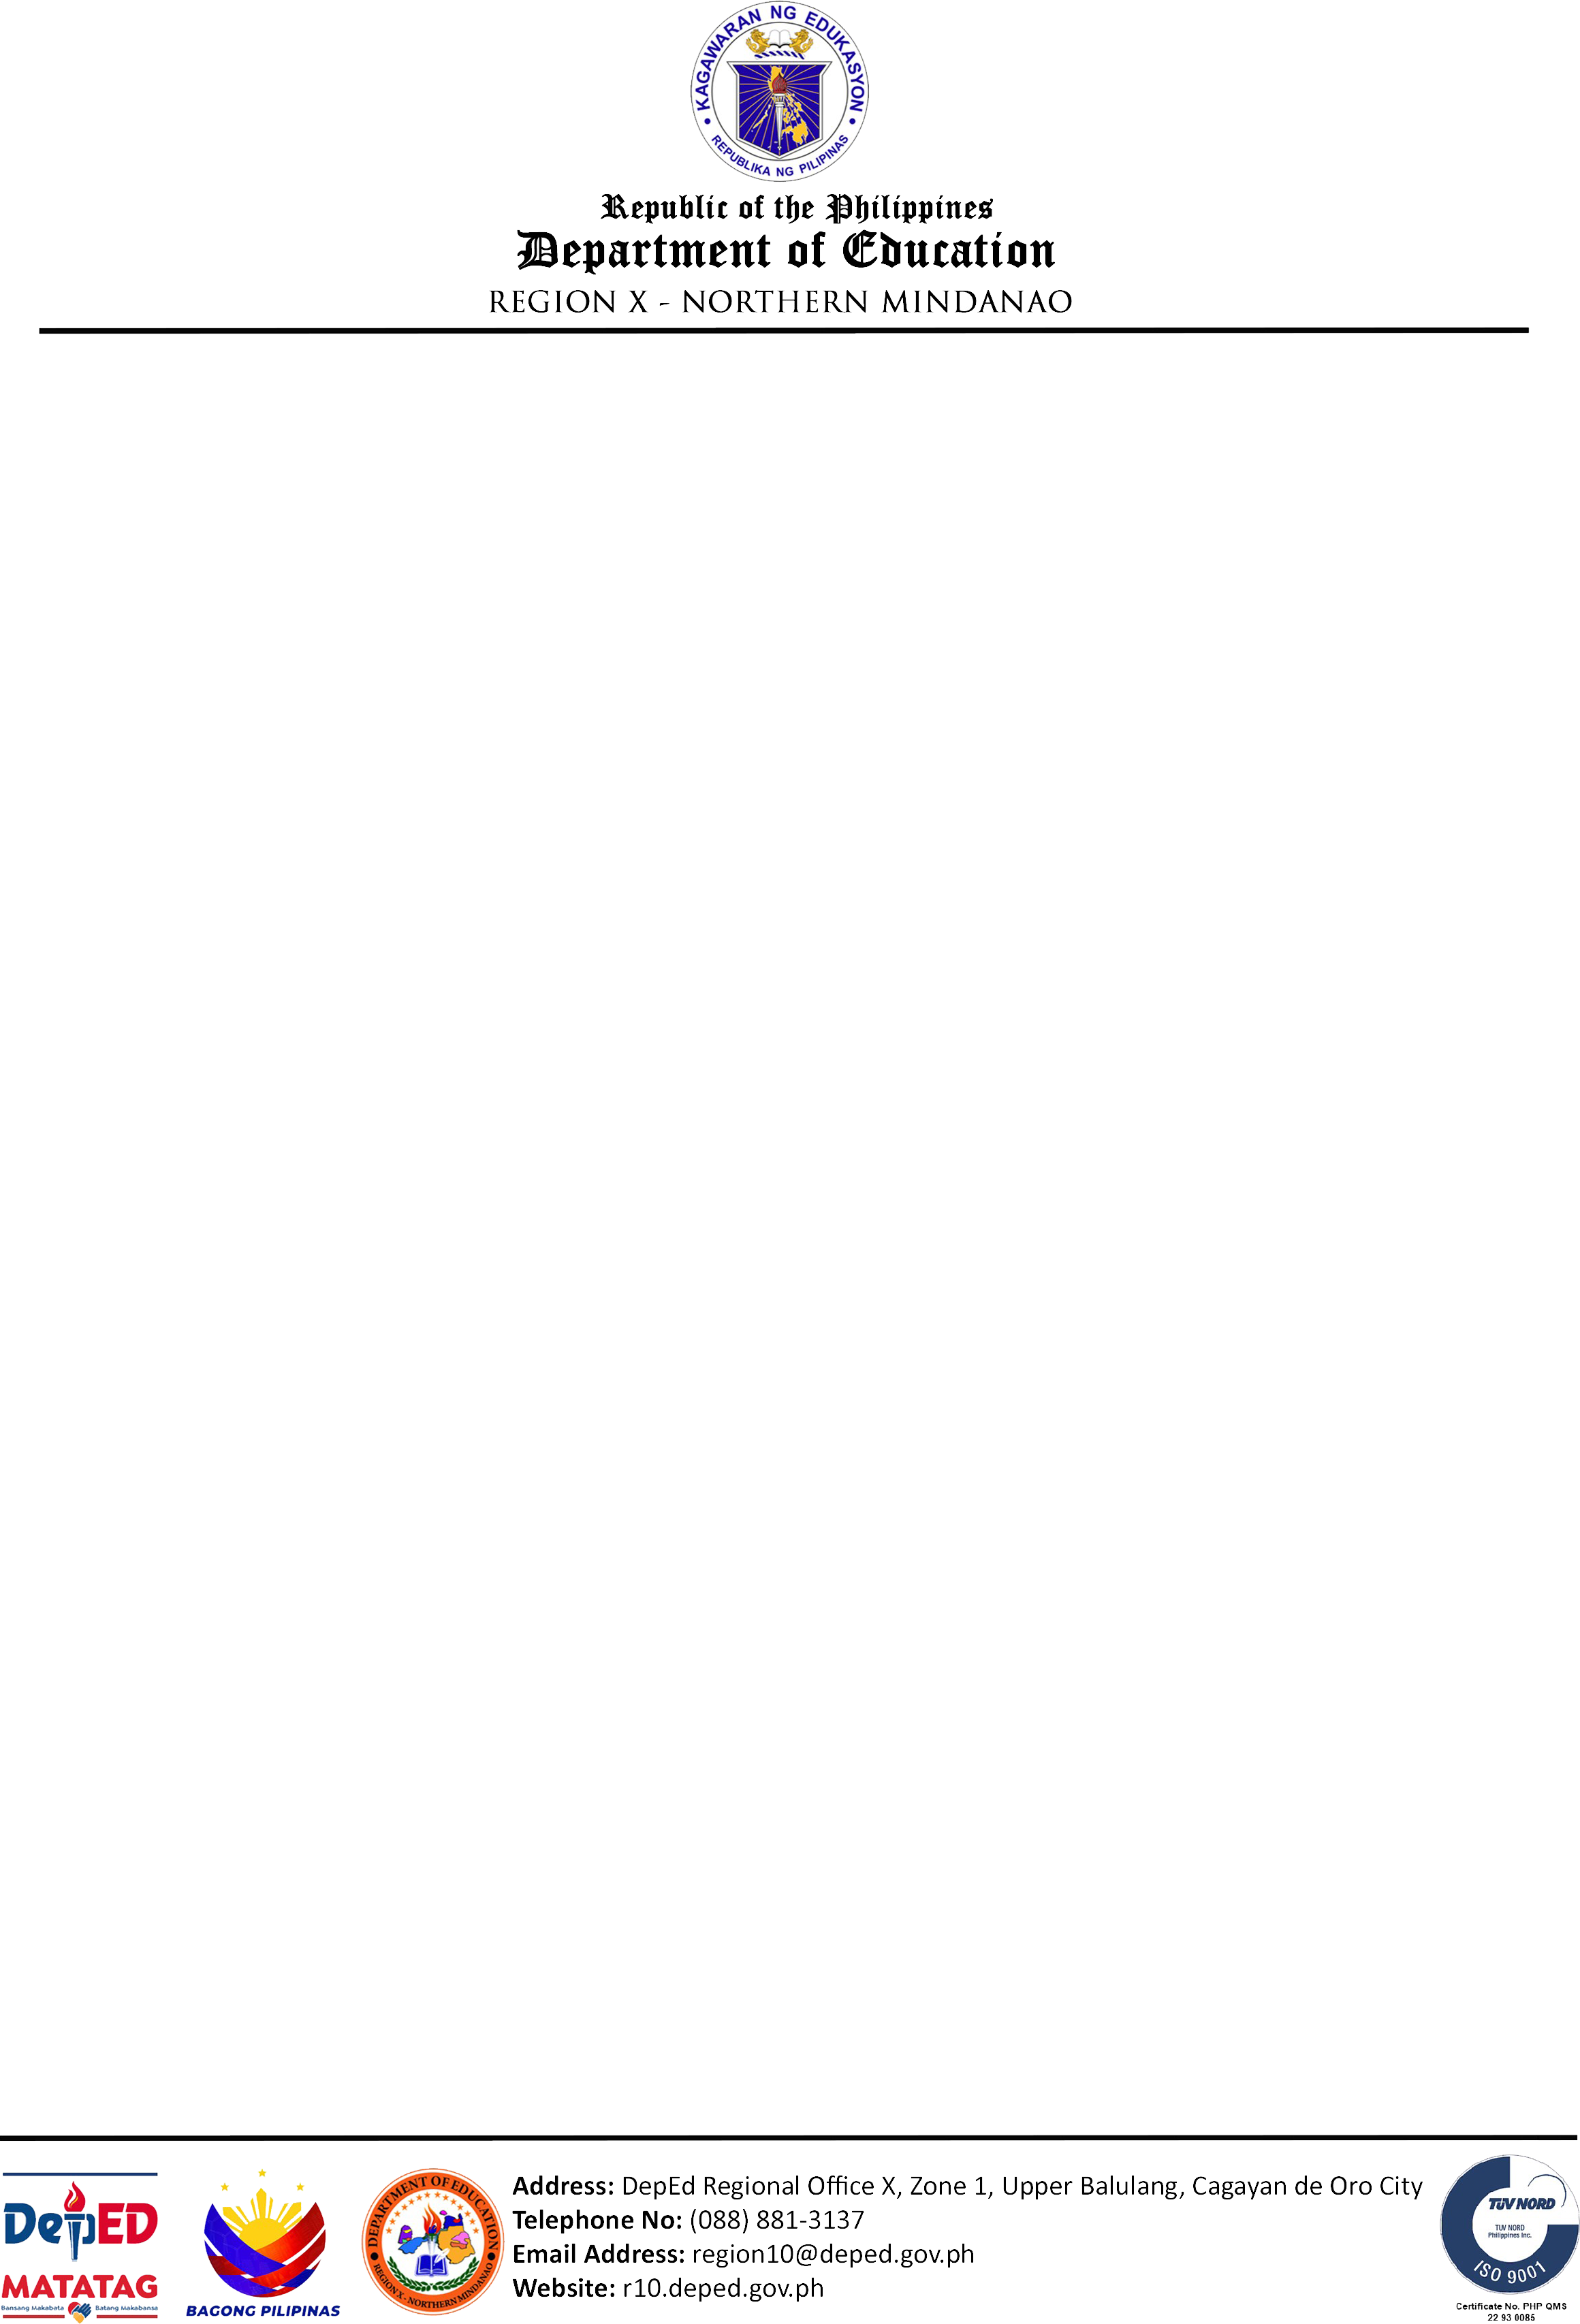 KAGAWARAN NG EDUKASYON
REPUBLIKA NG PILIPINAS
Republic of the Philippines
Department of Education
REGION X - NORTHERN MINDANAO
DepED
MATATAG
Bansang Makabata Batang Makabansa
BAGONG PILIPINAS
DEPARTMENT OF EDUCATION
REGION X - NORTHERN MINDANAO
Address: DepEd Regional Office X, Zone 1, Upper Balulang, Cagayan de Oro City
Telephone No: (088) 881-3137
Email Address: region10@deped.gov.ph
Website: r10.deped.gov.ph
TÜV NORD
TUV NORD
Philippines Inc.
ISO 9001
Certificate No. PHP QMS
22 93 0085